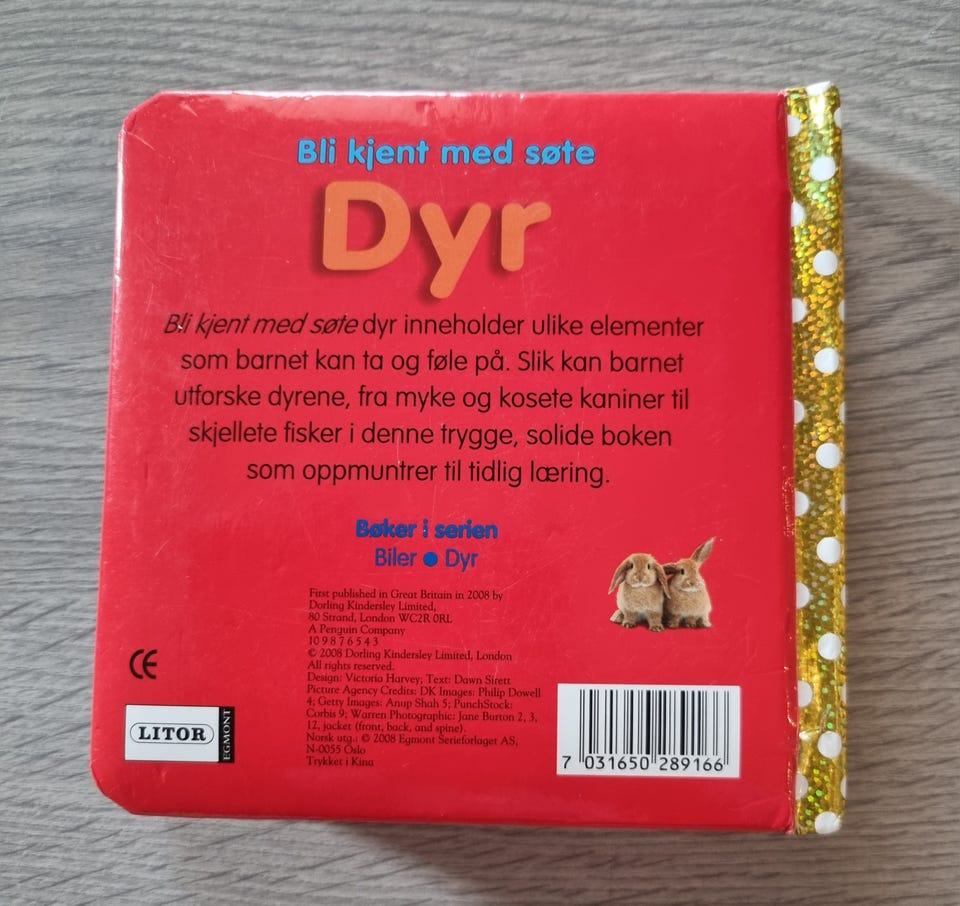 Bli kjent med søte
Dyr
Bli kjent med søte dyr inneholder ulike elementer
som barnet kan ta og føle på. Slik kan barnet
utforske dyrene, fra myke og kosete kaniner til
skjellete fisker i denne trygge, solide boken
som oppmuntrer til tidlig læring.
Bøker i serien
Biler ● Dyr
First published in Great Britain in 2008 by
Dorling Kindersley Limited,
80 Strand, London WC2R 0RL
A Penguin Company
10 9 8 7 6 5 4 3
© 2008 Dorling Kindersley Limited, London
All rights reserved.
Design: Victoria Harvey; Text: Dawn Sirett
Picture Agency Credits: DK Images: Philip Dowell
4; Getty Images: Anup Shah 5; PunchStock:
Corbis 9; Warren Photographic: Jane Burton 2, 3,
12, jacket (front, back, and spine).
Norsk utg.: © 2008 Egmont Serieforlaget AS,
N-0055 Oslo
Trykket i Kina
CE
LITOR
EGMONT
7 031650 289166